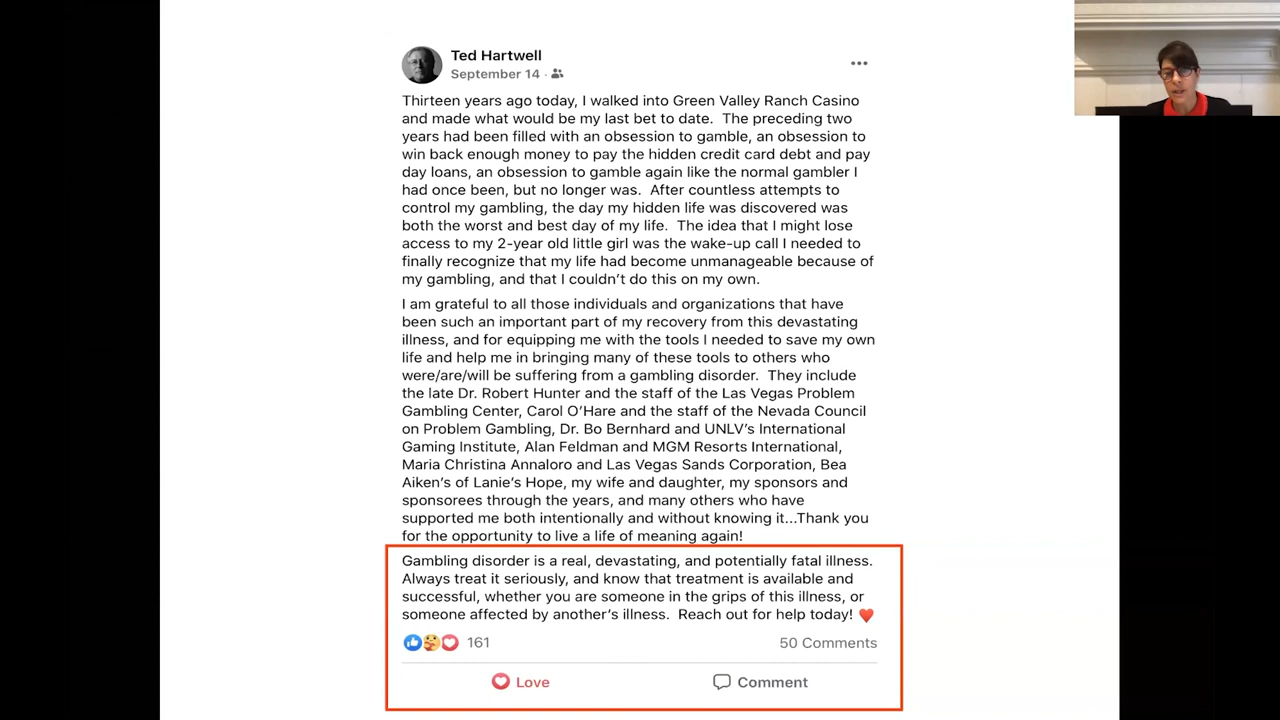 Ted Hartwell
September 14 ·
Thirteen years ago today, I walked into Green Valley Ranch Casino
and made what would be my last bet to date.  The preceding two
years had been filled with an obsession to gamble, an obsession to
win back enough money to pay the hidden credit card debt and pay
day loans, an obsession to gamble again like the normal gambler I
had once been, but no longer was.  After countless attempts to
control my gambling, the day my hidden life was discovered was
both the worst and best day of my life.  The idea that I might lose
access to my 2-year old little girl was the wake-up call I needed to
finally recognize that my life had become unmanageable because of
my gambling, and that I couldn't do this on my own.
I am grateful to all those individuals and organizations that have
been such an important part of my recovery from this devastating
illness, and for equipping me with the tools I needed to save my own
life and help me in bringing many of these tools to others who
were/are/will be suffering from a gambling disorder.  They include
the late Dr. Robert Hunter and the staff of the Las Vegas Problem
Gambling Center, Carol O'Hare and the staff of the Nevada Council
on Problem Gambling, Dr. Bo Bernhard and UNLV's International
Gaming Institute, Alan Feldman and MGM Resorts International,
Maria Christina Annaloro and Las Vegas Sands Corporation, Bea
Aiken's of Lanie's Hope, my wife and daughter, my sponsors and
sponsorees through the years, and many others who have
supported me both intentionally and without knowing it...Thank you
for the opportunity to live a life of meaning again!
Gambling disorder is a real, devastating, and potentially fatal illness.
Always treat it seriously, and know that treatment is available and
successful, whether you are someone in the grips of this illness, or
someone affected by another's illness.  Reach out for help today! ❤️
161 50 Comments
Love Comment